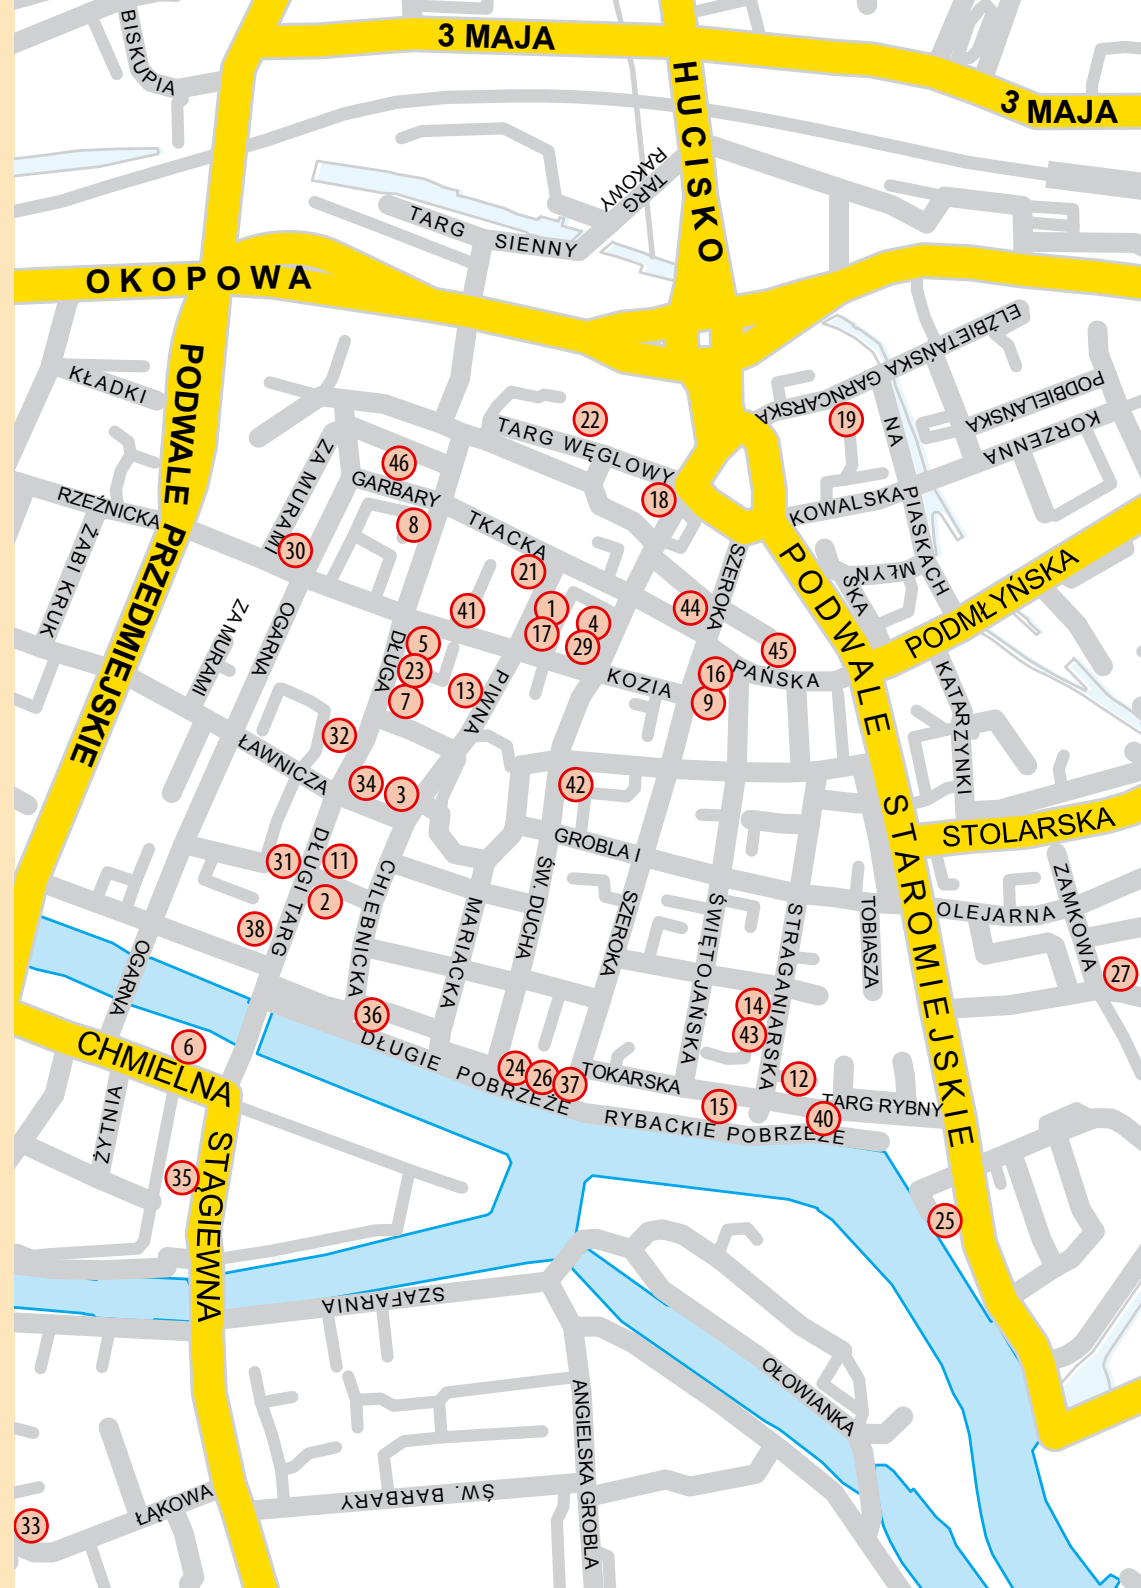 BISKUPIA
3 MAJA
HUCISKO
3 MAJA
TARG
RAKOWY
TARG
SIENNY
OKOPOWA
KŁADKI
PODWALE PRZEDMIEJSKIE
ELŻBIETAŃSKA
GARNCARSKA
PODBIELAŃSKA
KORZENNA
22
19
TARG WĘGLOWY
NA
PIASKACH
46
ZA MURAMI
GARBARY
RZEŹNICKA
18
KOWALSKA
8
TKACKA
30
ŻABI KRUK
SZEROKA
PODWALE
STAROMIEJSKIE
MŁYŃ
SKA
PODMŁYŃSKA
21
41
1
4
44
17
29
ZA MURAMI
OGARNA
DŁUGA
5
23
7
13
PIWNA
KOZIA
16
9
PAŃSKA
45
KATARZYNKI
32
ŁAWNICZA
34
3
42
GROBLA I
STOLARSKA
31
DŁUGI TARG
11
2
38
CHLEBNICKA
MARIACKA
ŚW. DUCHA
SZEROKA
ŚWIĘTOJAŃSKA
STRAGANIARSKA
TOBIASZA
OLEJARNA
ZAMKOWA
27
OGARNA
36
14
43
6
CHMIELNA
DŁUGIE POBRZEŻE
24
26
37
TOKARSKA
12
15
40
TARG RYBNY
RYBACKIE POBRZEŻE
ŻYTNIA
35
STĄGIEWNA
25
SZAFARNIA
OŁOWIANKA
ANGIELSKA GROBLA
ŚW. BARBARY
ŁĄKOWA
33